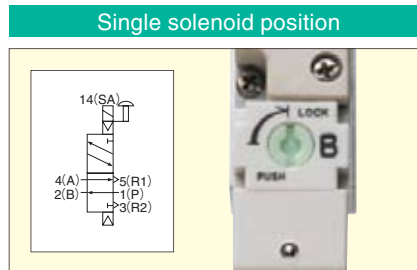 Single solenoid position
14(SA)
4(A) 5(R1)
2(B) 1(P)
3(R2)
LOCK
B
PUSH